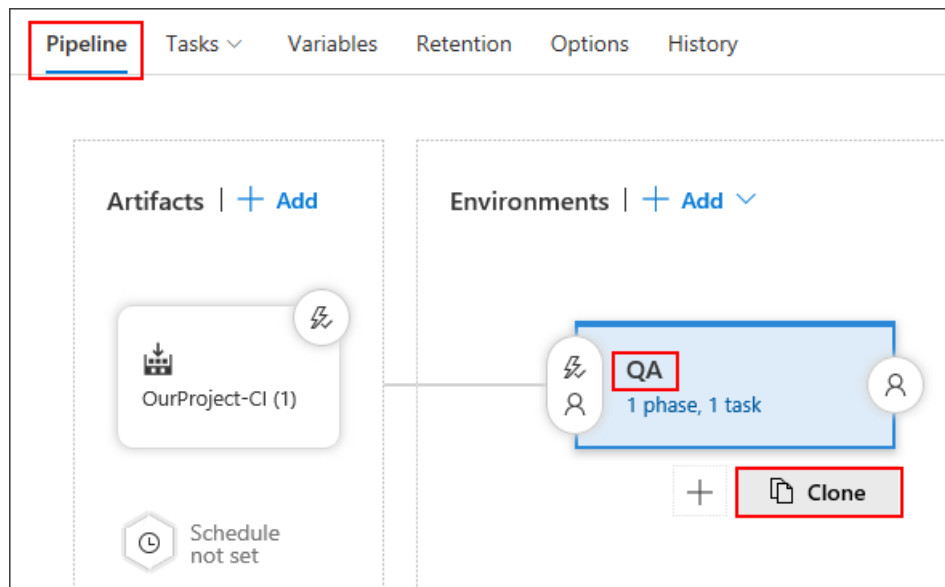 Pipeline Tasks Variables Retention Options History
Artifacts | + Add
Environments | + Add
OurProject-CI (1)
QA
1 phase, 1 task
+ Clone
Schedule
not set